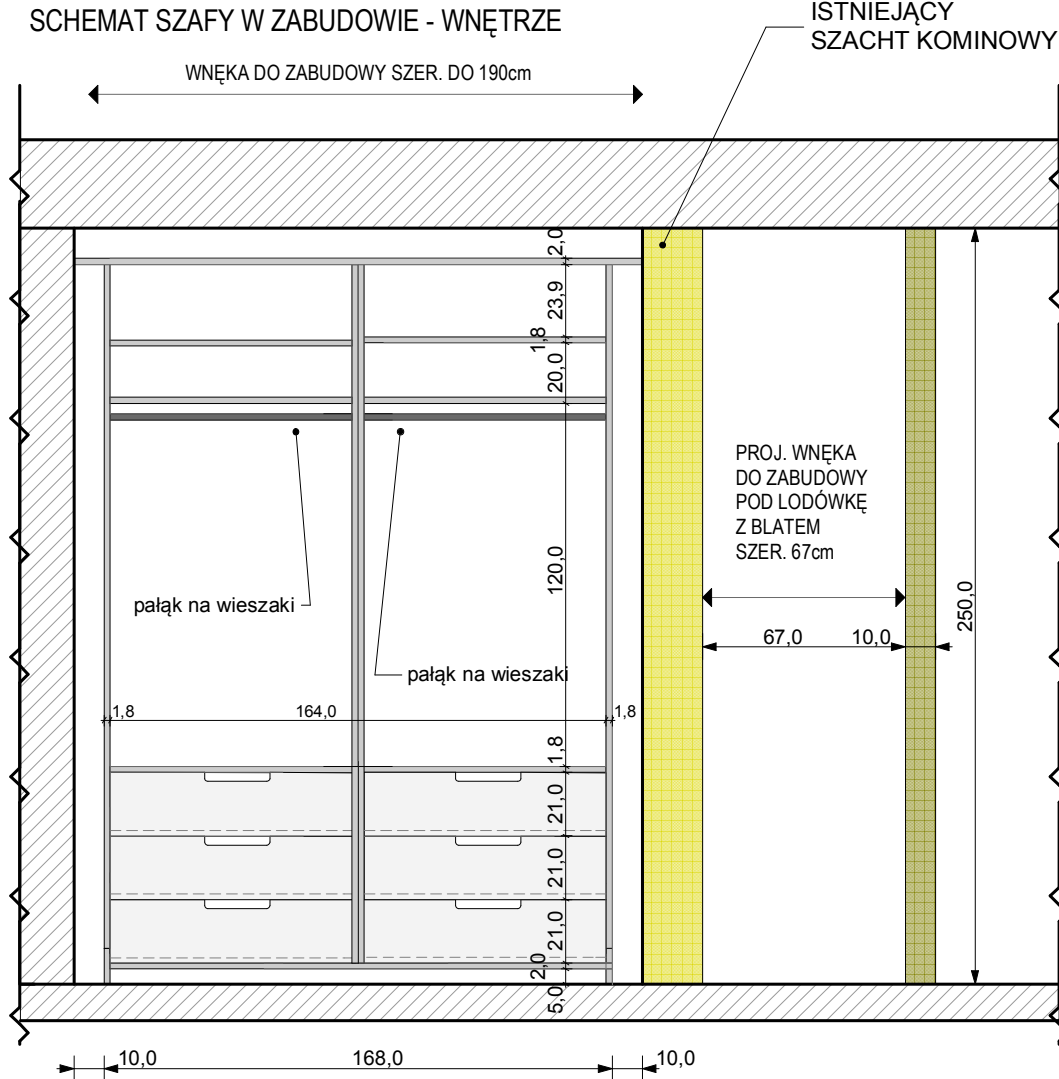 SCHEMAT SZAFY W ZABUDOWIE - WNĘTRZE
ISTNIEJĄCY
SZACHT KOMINOWY
WNĘKA DO ZABUDOWY SZER. DO 190cm
2,0
23,9
1,8
20,0
120,0
1,8
21,0
21,0
21,0
2,0
5,0
pałąk na wieszaki
pałąk na wieszaki
1,8
164,0
1,8
PROJ. WNĘKA
DO ZABUDOWY
POD LODÓWKĘ
Z BLATEM
SZER. 67cm
67,0
10,0
250,0
10,0
168,0
10,0